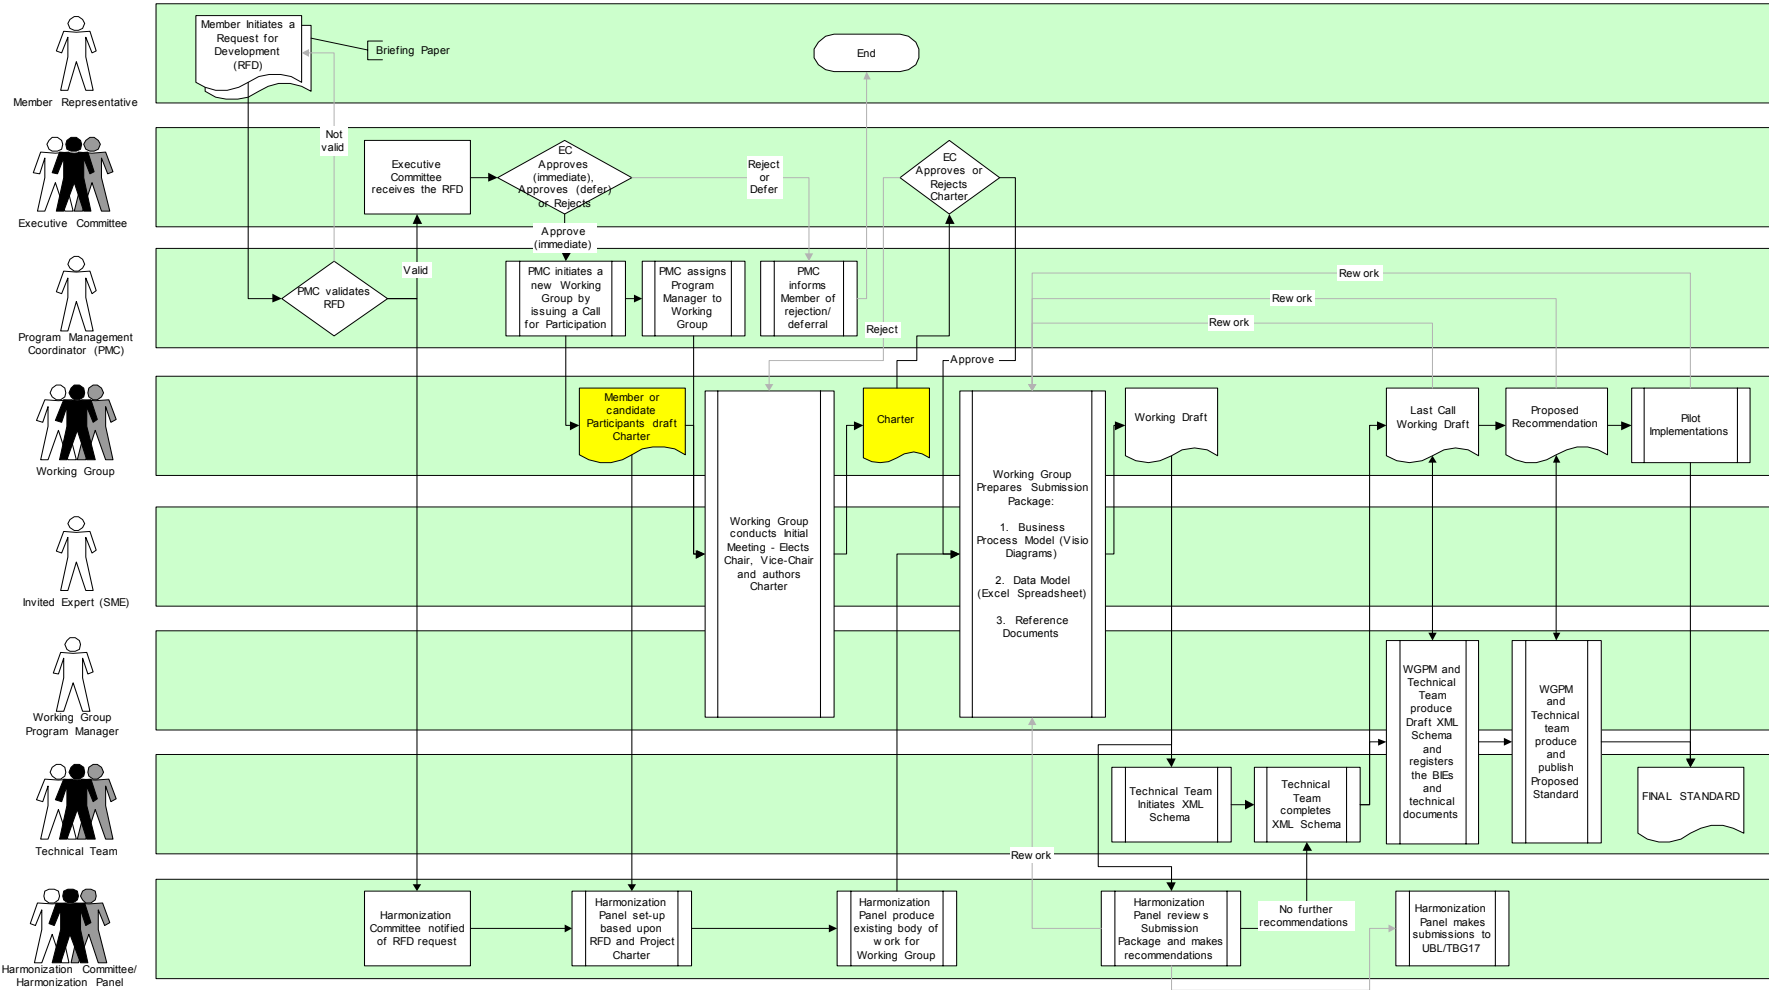 Member Initiates a
Request for
Development
(RFD)
Briefing Paper
End
Member Representative
Not
valid
Executive
Committee
receives the RFD
EC
Approves
(immediate),
Approves (defer)
or Rejects
Reject
or
Defer
EC
Approves or
Rejects
Charter
Executive Committee
Approve
(immediate)
Valid
PMC validates
RFD
PMC initiates a
new Working
Group by
issuing a Call
for Participation
PMC assigns
Program
Manager to
Working
Group
PMC
informs
Member of
rejection/
deferral
Reject
Approve
Rework
Rework
Rework
Program Management
Coordinator (PMC)
Member or
candidate
Participants draft
Charter
Charter
Working Draft
Last Call
Working Draft
Proposed
Recommendation
Pilot
Implementations
Working Group
Working Group
conducts Initial
Meeting - Elects
Chair, Vice-Chair
and authors
Charter
Working Group
Prepares Submission
Package:
1. Business
Process Model (Visio
Diagrams)
2. Data Model
(Excel Spreadsheet)
3. Reference
Documents
Invited Expert (SME)
WGPM and
Technical
Team
produce
Draft XML
Schema
and
registers
the BIEs
and
technical
documents
WGPM
and
Technical
team
produce
and
publish
Proposed
Standard
Working Group
Program Manager
Technical Team
Initiates XML
Schema
Technical
Team
completes
XML Schema
FINAL STANDARD
Technical Team
Rework
Harmonization
Committee notified
of RFD request
Harmonization
Panel set-up
based upon
RFD and Project
Charter
Harmonization
Panel produce
existing body of
work for
Working Group
Harmonization
Panel reviews
Submission
Package and makes
recommendations
No further
recommendations
Harmonization
Panel makes
submissions to
UBL/TBG17
Harmonization Committee/
Harmonization Panel